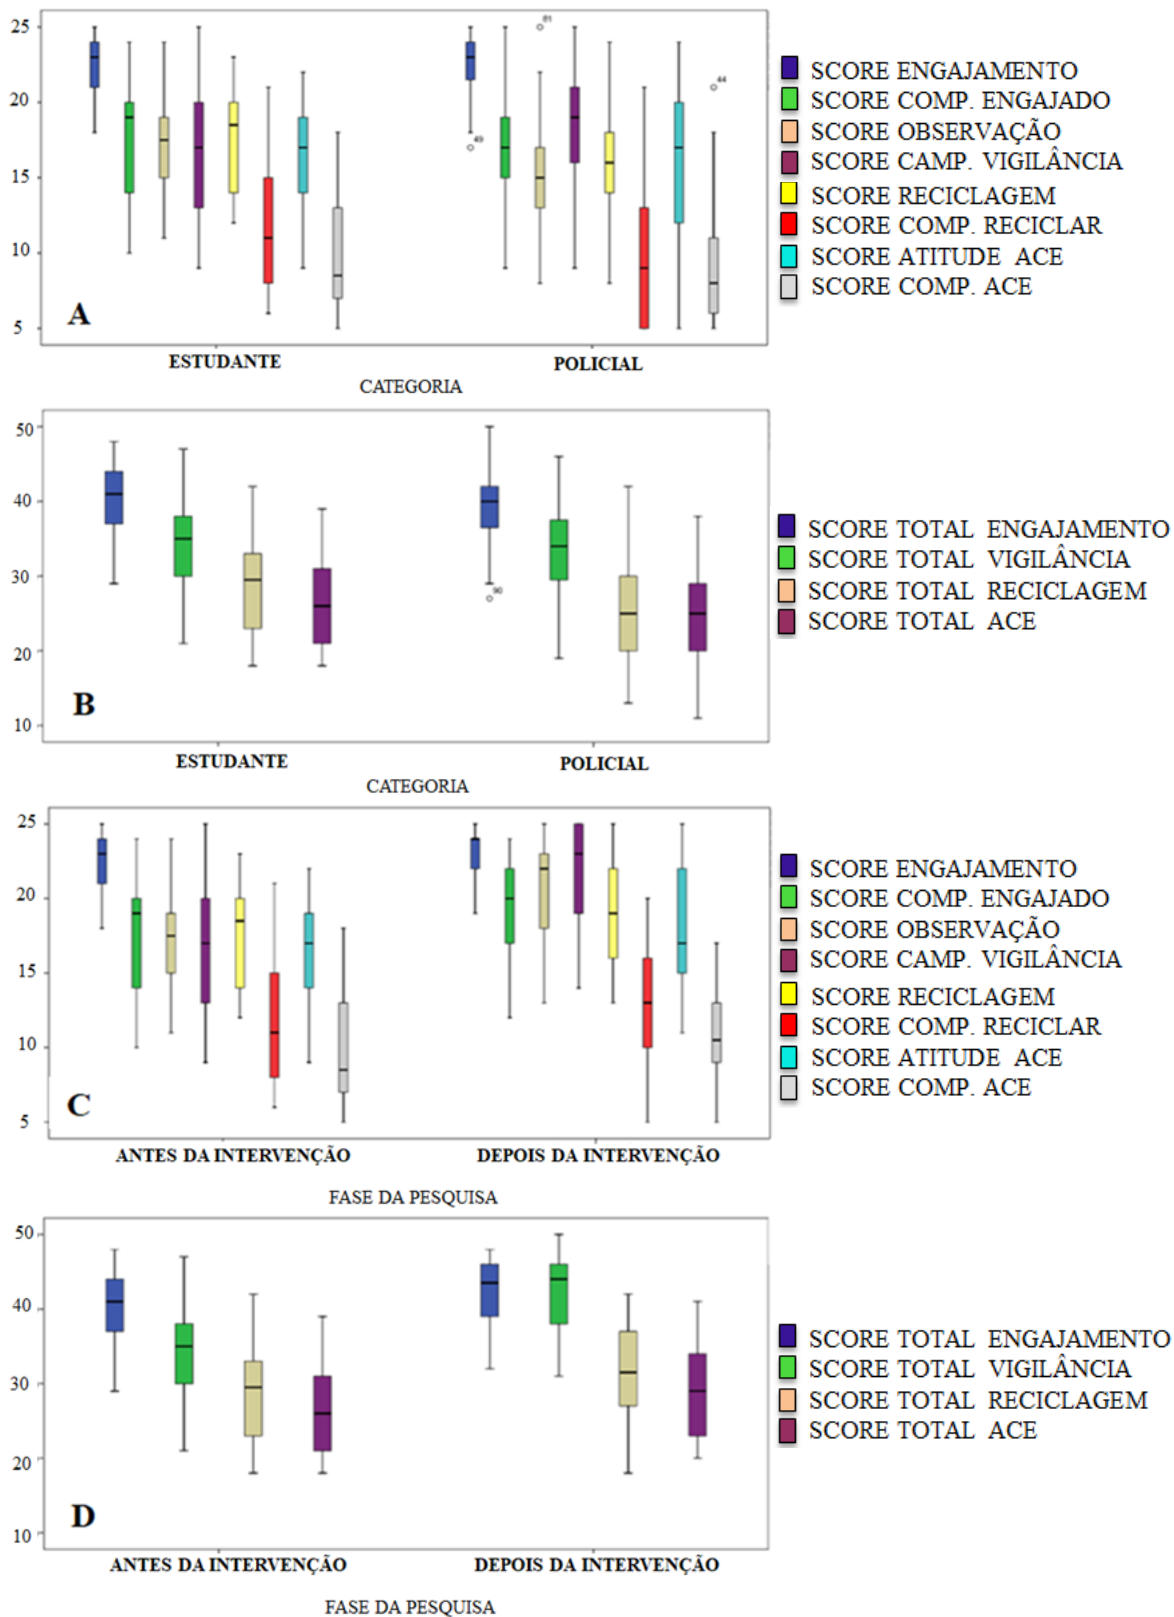 25
20
15
10
5
61
49
44
A
ESTUDANTE
POLICIAL
CATEGORIA
SCORE ENGAJAMENTO
SCORE COMP. ENGAJADO
SCORE OBSERVAÇÃO
SCORE CAMP. VIGILÂNCIA
SCORE RECICLAGEM
SCORE COMP. RECICLAR
SCORE ATITUDE ACE
SCORE COMP. ACE
50
40
30
20
10
90
B
ESTUDANTE
POLICIAL
CATEGORIA
SCORE TOTAL ENGAJAMENTO
SCORE TOTAL VIGILÂNCIA
SCORE TOTAL RECICLAGEM
SCORE TOTAL ACE
25
20
15
10
5
C
ANTES DA INTERVENÇÃO
DEPOIS DA INTERVENÇÃO
FASE DA PESQUISA
SCORE ENGAJAMENTO
SCORE COMP. ENGAJADO
SCORE OBSERVAÇÃO
SCORE CAMP. VIGILÂNCIA
SCORE RECICLAGEM
SCORE COMP. RECICLAR
SCORE ATITUDE ACE
SCORE COMP. ACE
50
40
30
20
10
D
ANTES DA INTERVENÇÃO
DEPOIS DA INTERVENÇÃO
FASE DA PESQUISA
SCORE TOTAL ENGAJAMENTO
SCORE TOTAL VIGILÂNCIA
SCORE TOTAL RECICLAGEM
SCORE TOTAL ACE